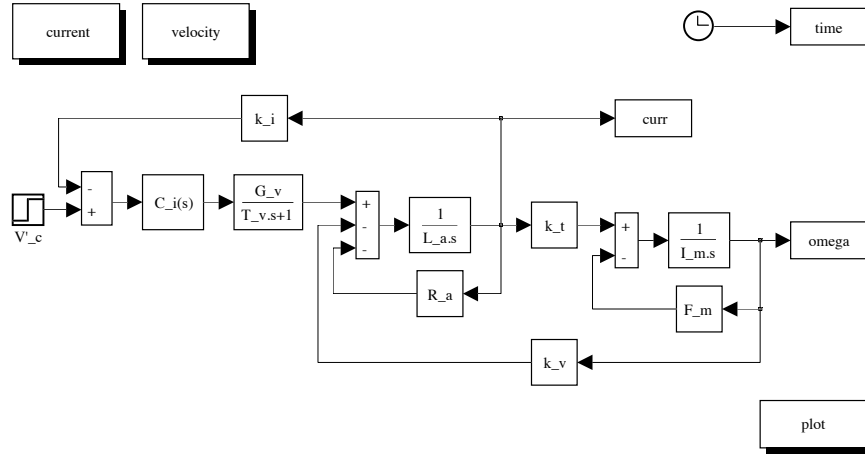 current
velocity
time
k_i
curr
-
+
V'_c
C_i(s)
G_v
T_v.s+1
+
-
-
1
L_a.s
k_t
+
-
1
I_m.s
omega
R_a
F_m
k_v
plot